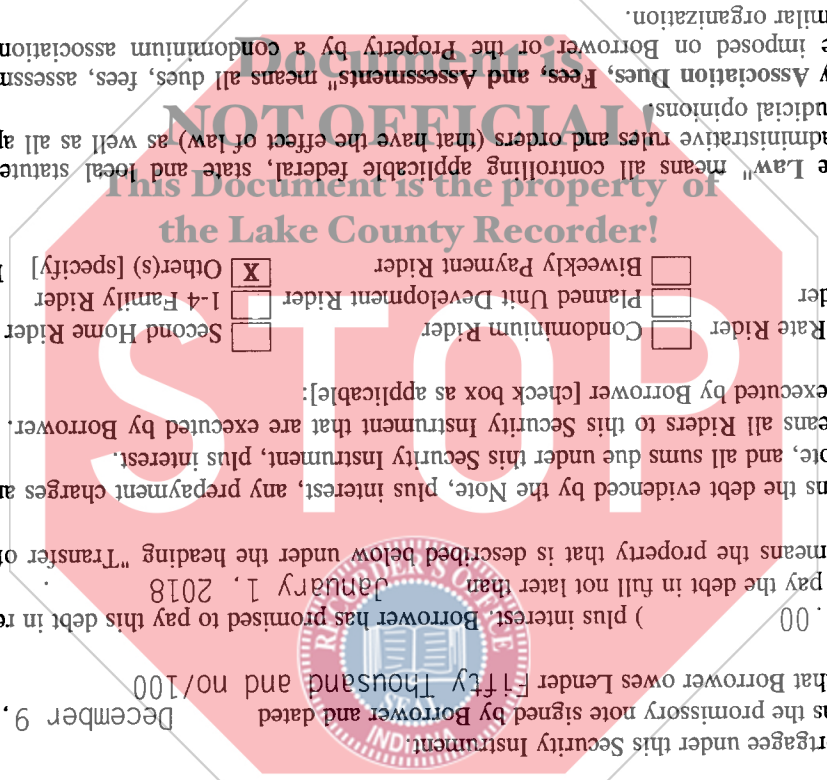 rtgagee under this Security Instrument.
s the promissory note signed by Borrower and dated December 9,
hat Borrower owes Lender Fifty Thousand and no/100
.00 ) plus interest. Borrower has promised to pay this debt in re
pay the debt in full not later than January 1, 2018 .
means the property that is described below under the heading "Transfer of
ns the debt evidenced by the Note, plus interest, any prepayment charges an
ote, and all sums due under this Security Instrument, plus interest.
eans all Riders to this Security Instrument that are executed by Borrower.
executed by Borrower [check box as applicable]:
Rate Rider Condominium Rider Second Home Rider
der Planned Unit Development Rider 1-4 Family Rider
Biweekly Payment Rider X Other(s) [specify]
e Law" means all controlling applicable federal, state and local statute
administrative rules and orders (that have the effect of law) as well as all ap
udicial opinions.
y Association Dues, Fees, and Assessments" means all dues, fees, assessm
e imposed on Borrower or the Property by a condominium association
milar organization.
Document is
NOT OFFICIAL!
This Document is the property of
the Lake County Recorder!
STOP
RECORDER'S OFFICE
SEAL
INDIANA